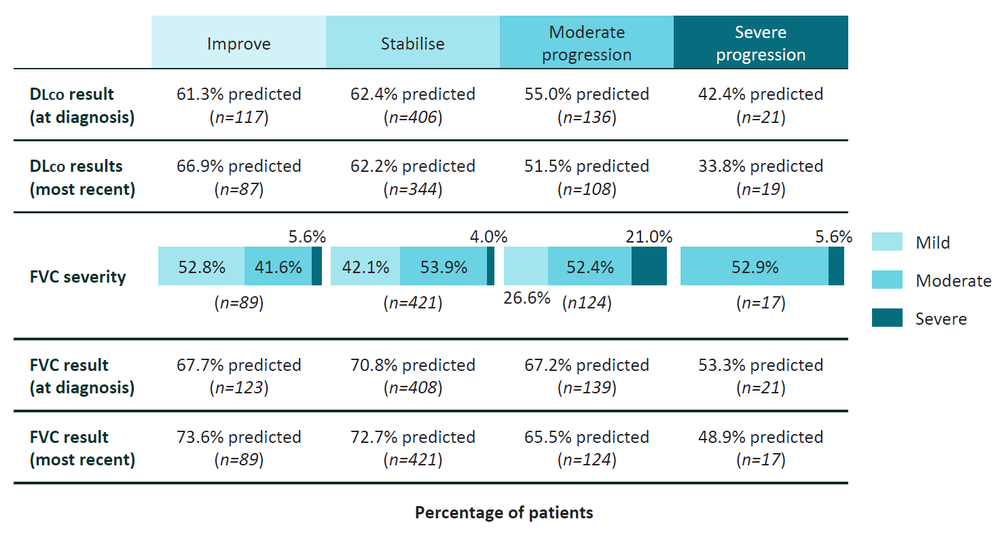 Improve
Stabilise
Moderate
progression
Severe
progression
DLCO result
(at diagnosis)
61.3% predicted
(n=117)
62.4% predicted
(n=406)
55.0% predicted
(n=136)
42.4% predicted
(n=21)
DLCO results
(most recent)
66.9% predicted
(n=87)
62.2% predicted
(n=344)
51.5% predicted
(n=108)
33.8% predicted
(n=19)
FVC severity
5.6%
52.8%
41.6%
(n=89)
4.0%
42.1%
53.9%
(n=421)
21.0%
52.4%
26.6%
(n124)
5.6%
52.9%
(n=17)
Mild
Moderate
Severe
FVC result
(at diagnosis)
67.7% predicted
(n=123)
70.8% predicted
(n=408)
67.2% predicted
(n=139)
53.3% predicted
(n=21)
FVC result
(most recent)
73.6% predicted
(n=89)
72.7% predicted
(n=421)
65.5% predicted
(n=124)
48.9% predicted
(n=17)
Percentage of patients